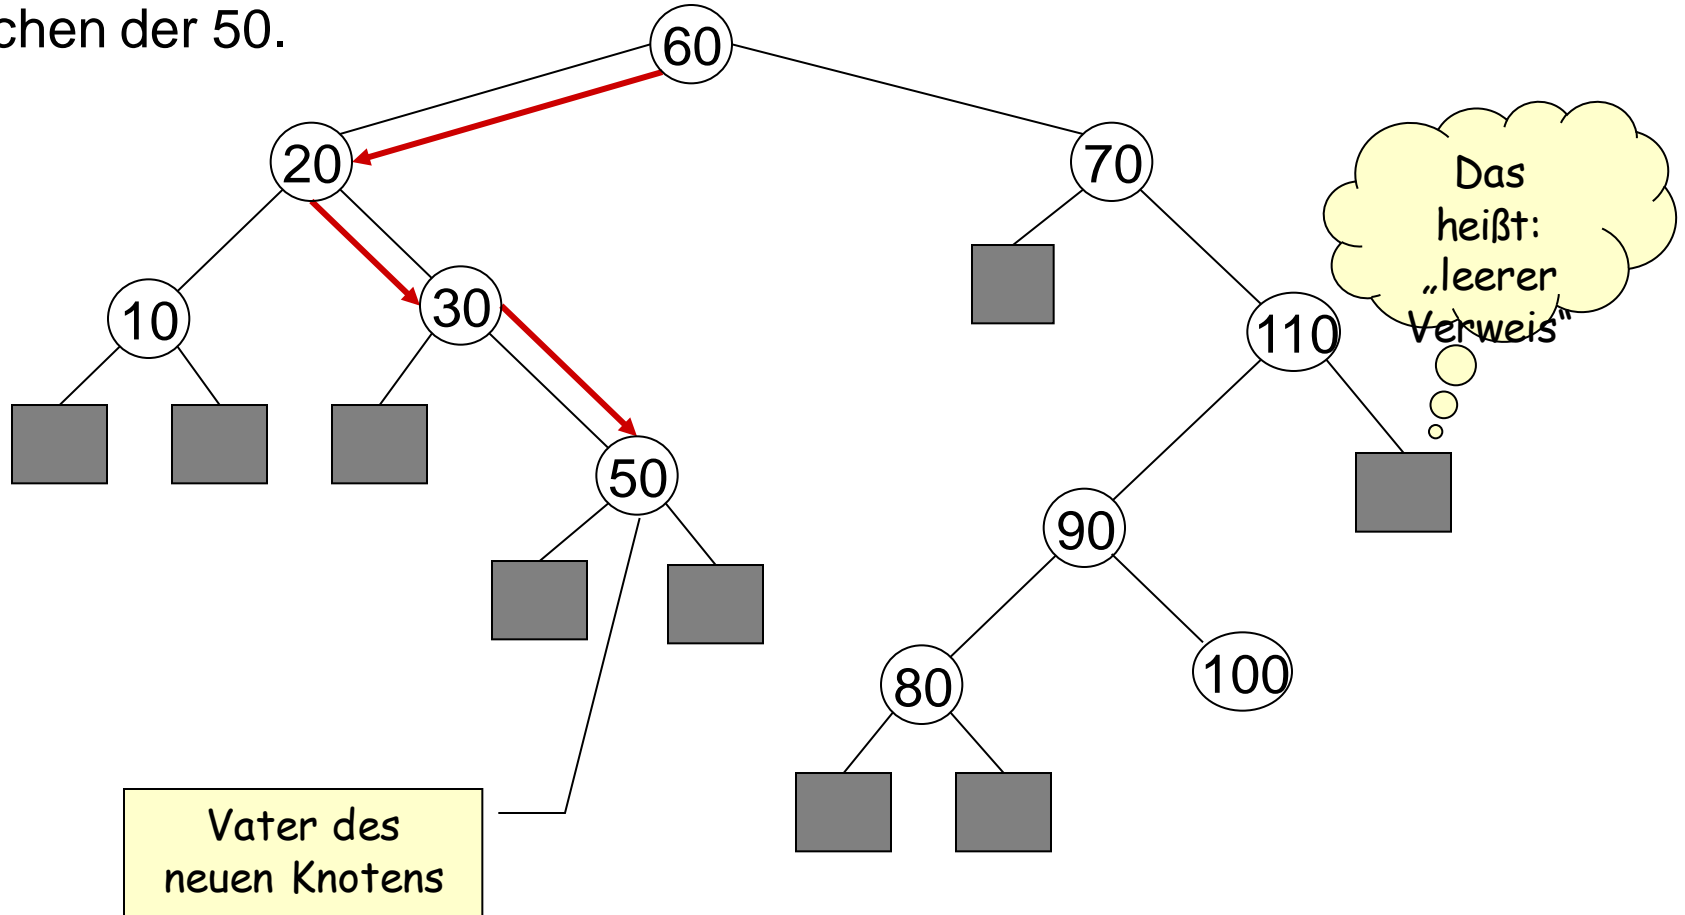 chen der 50.
60
20
70
Das
heißt:
„leerer
Verweis"
10
30
110
50
90
80
100
Vater des
neuen Knotens